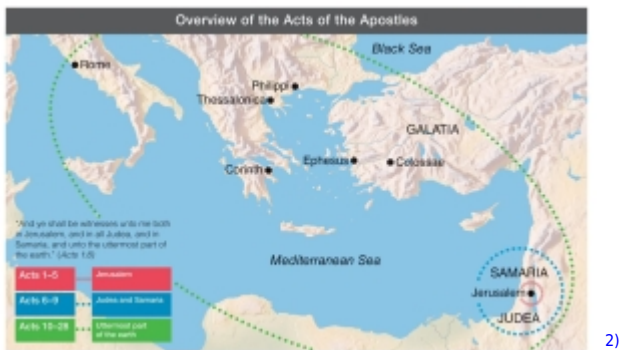 Overview of the Acts of the Apostles
Black Sea
Rome
Philippi
Thessalonica
GALATIA
Ephesus
Colossae
Corinth
"And ye shall be witnesses unto me both
in Jerusalem, and in all Judaea, and in
Samaria, and unto the uttermost part of
the earth." (Acts 1:8)
Mediterranean Sea
SAMARIA
Acts 1–5 Jerusalem
Jerusalem
Acts 6–9 Judea and Samaria
JUDEA
Acts 10–28 Uttermost part
of the earth
2)